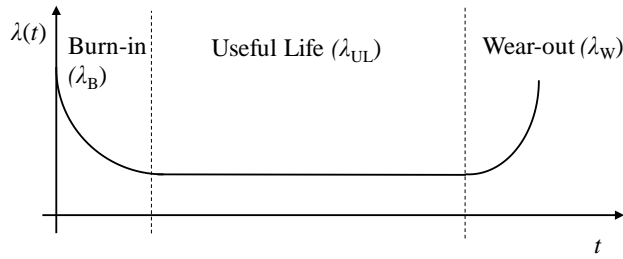 λ(t)
Burn-in
(λB)
Useful Life (λUL)
Wear-out (λW)
t